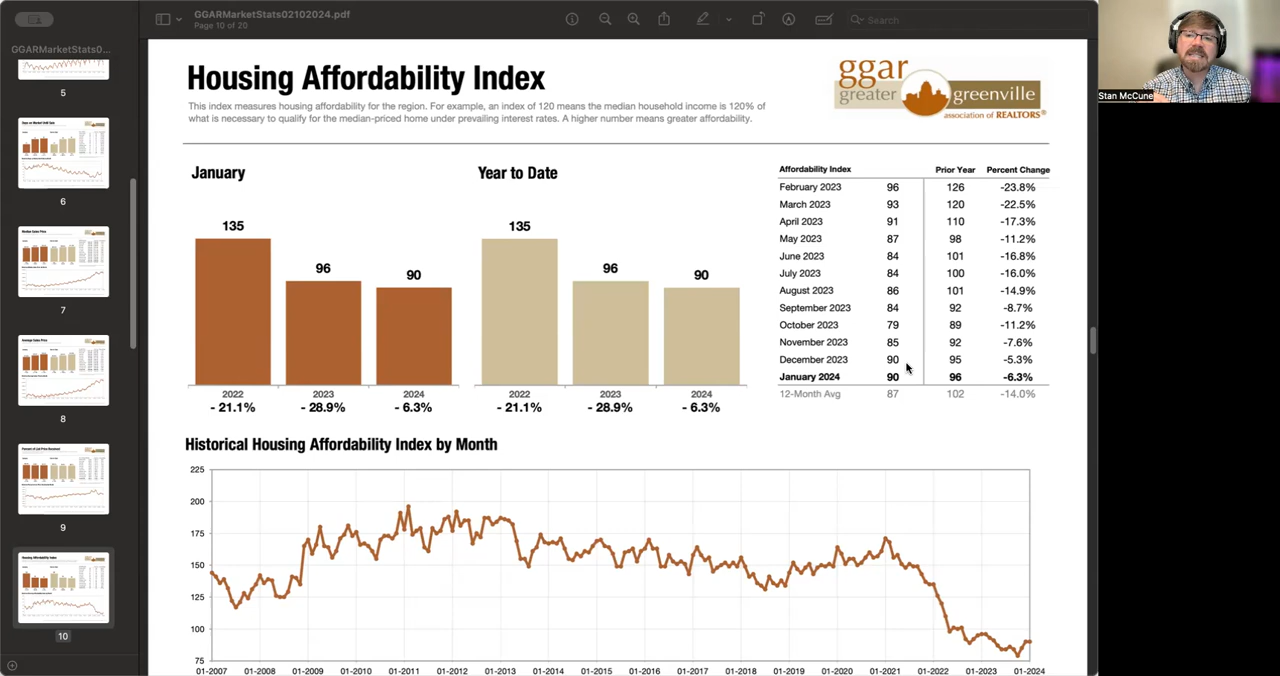 GGARMarketStats02102024.pdf
Page 10 of 20
Search
GGARMarketStats0...
5
6
7
8
9
10
Stan McCune
Housing Affordability Index
This index measures housing affordability for the region. For example, an index of 120 means the median household income is 120% of
what is necessary to qualify for the median-priced home under prevailing interest rates. A higher number means greater affordability.
ggar
greater greenville
association of REALTORS®
January
135
96
90
2022 2023 2024
- 21.1% - 28.9% - 6.3%
Year to Date
135
96
90
2022 2023 2024
- 21.1% - 28.9% - 6.3%
Affordability Index Prior Year Percent Change
February 2023 96 126 -23.8%
March 2023 93 120 -22.5%
April 2023 91 110 -17.3%
May 2023 87 98 -11.2%
June 2023 84 101 -16.8%
July 2023 84 100 -16.0%
August 2023 86 101 -14.9%
September 2023 84 92 -8.7%
October 2023 79 89 -11.2%
November 2023 85 92 -7.6%
December 2023 90 95 -5.3%
January 2024 90 96 -6.3%
12-Month Avg 87 102 -14.0%
Historical Housing Affordability Index by Month
225
200
175
150
125
100
75
01-2007 01-2008 01-2009 01-2010 01-2011 01-2012 01-2013 01-2014 01-2015 01-2016 01-2017 01-2018 01-2019 01-2020 01-2021 01-2022 01-2023 01-2024